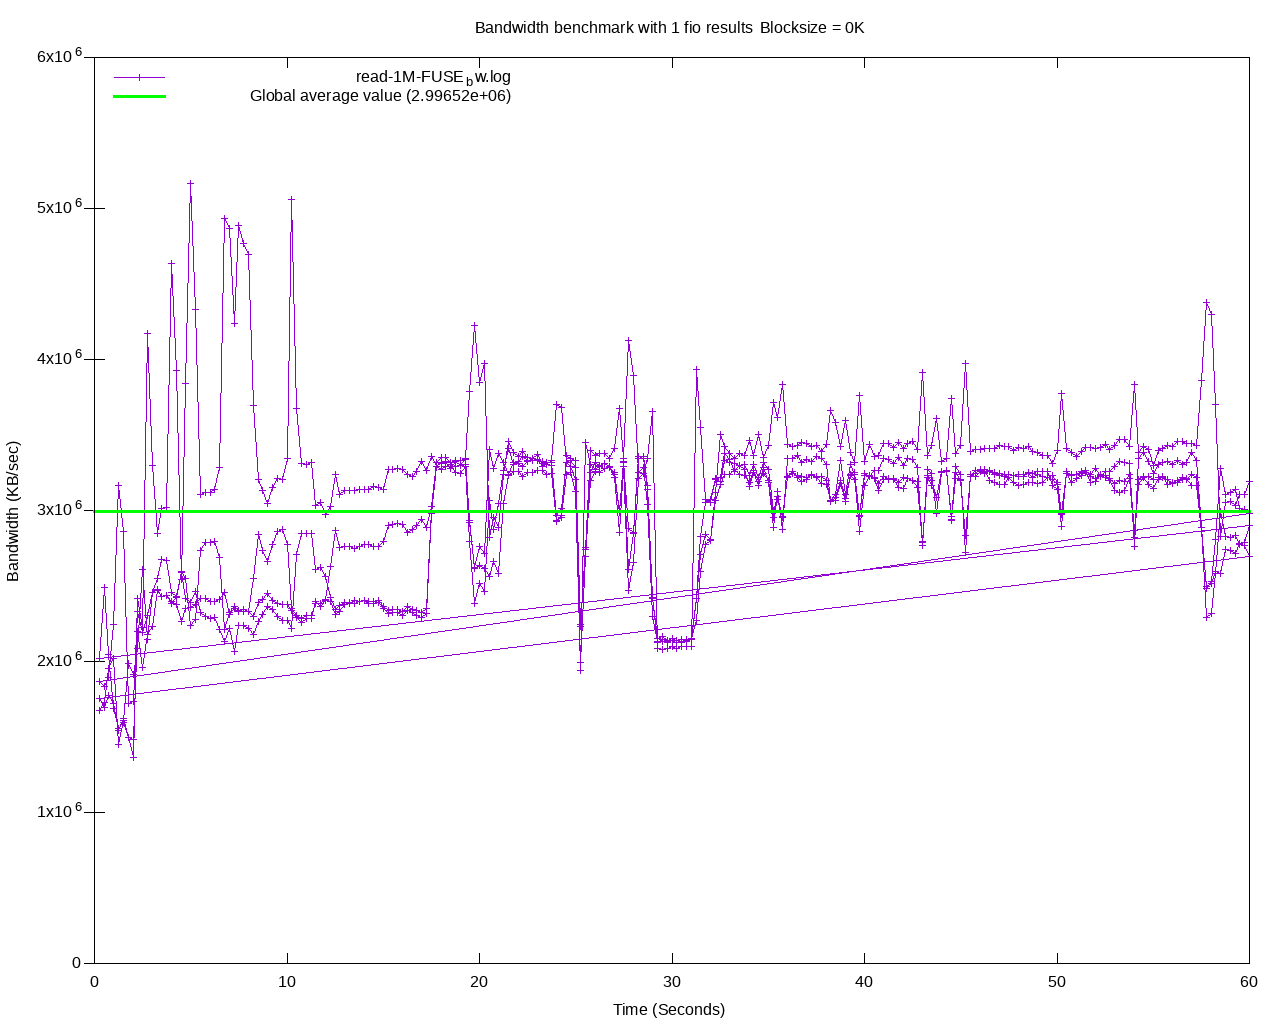 Bandwidth benchmark with 1 fio results Blocksize = 0K
6x10 6
5x10 6
4x10 6
3x10 6
2x10 6
1x10 6
0
read-1M-FUSEbw.log
Global average value (2.99652e+06)
Bandwidth (KB/sec)
0 10 20 30 40 50 60
Time (Seconds)